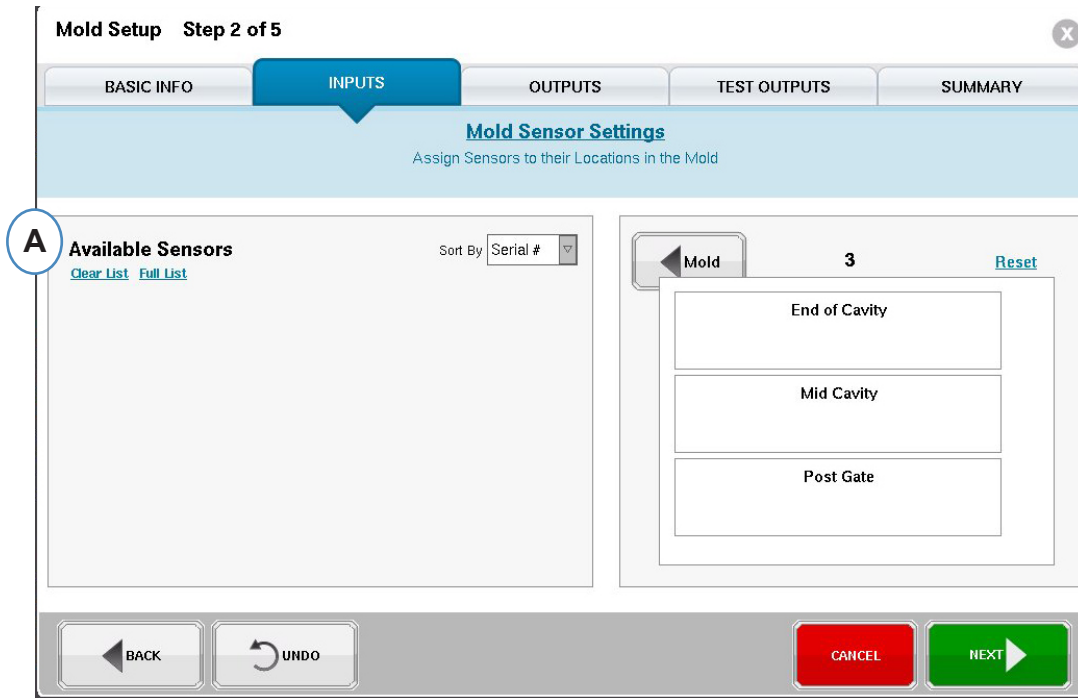 Mold Setup Step 2 of 5
X
BASIC INFO INPUTS OUTPUTS TEST OUTPUTS SUMMARY
Mold Sensor Settings
Assign Sensors to their Locations in the Mold
A
Available Sensors
Sort By Serial #
Clear List Full List
Mold 3 Reset
End of Cavity
Mid Cavity
Post Gate
BACK UNDO CANCEL NEXT